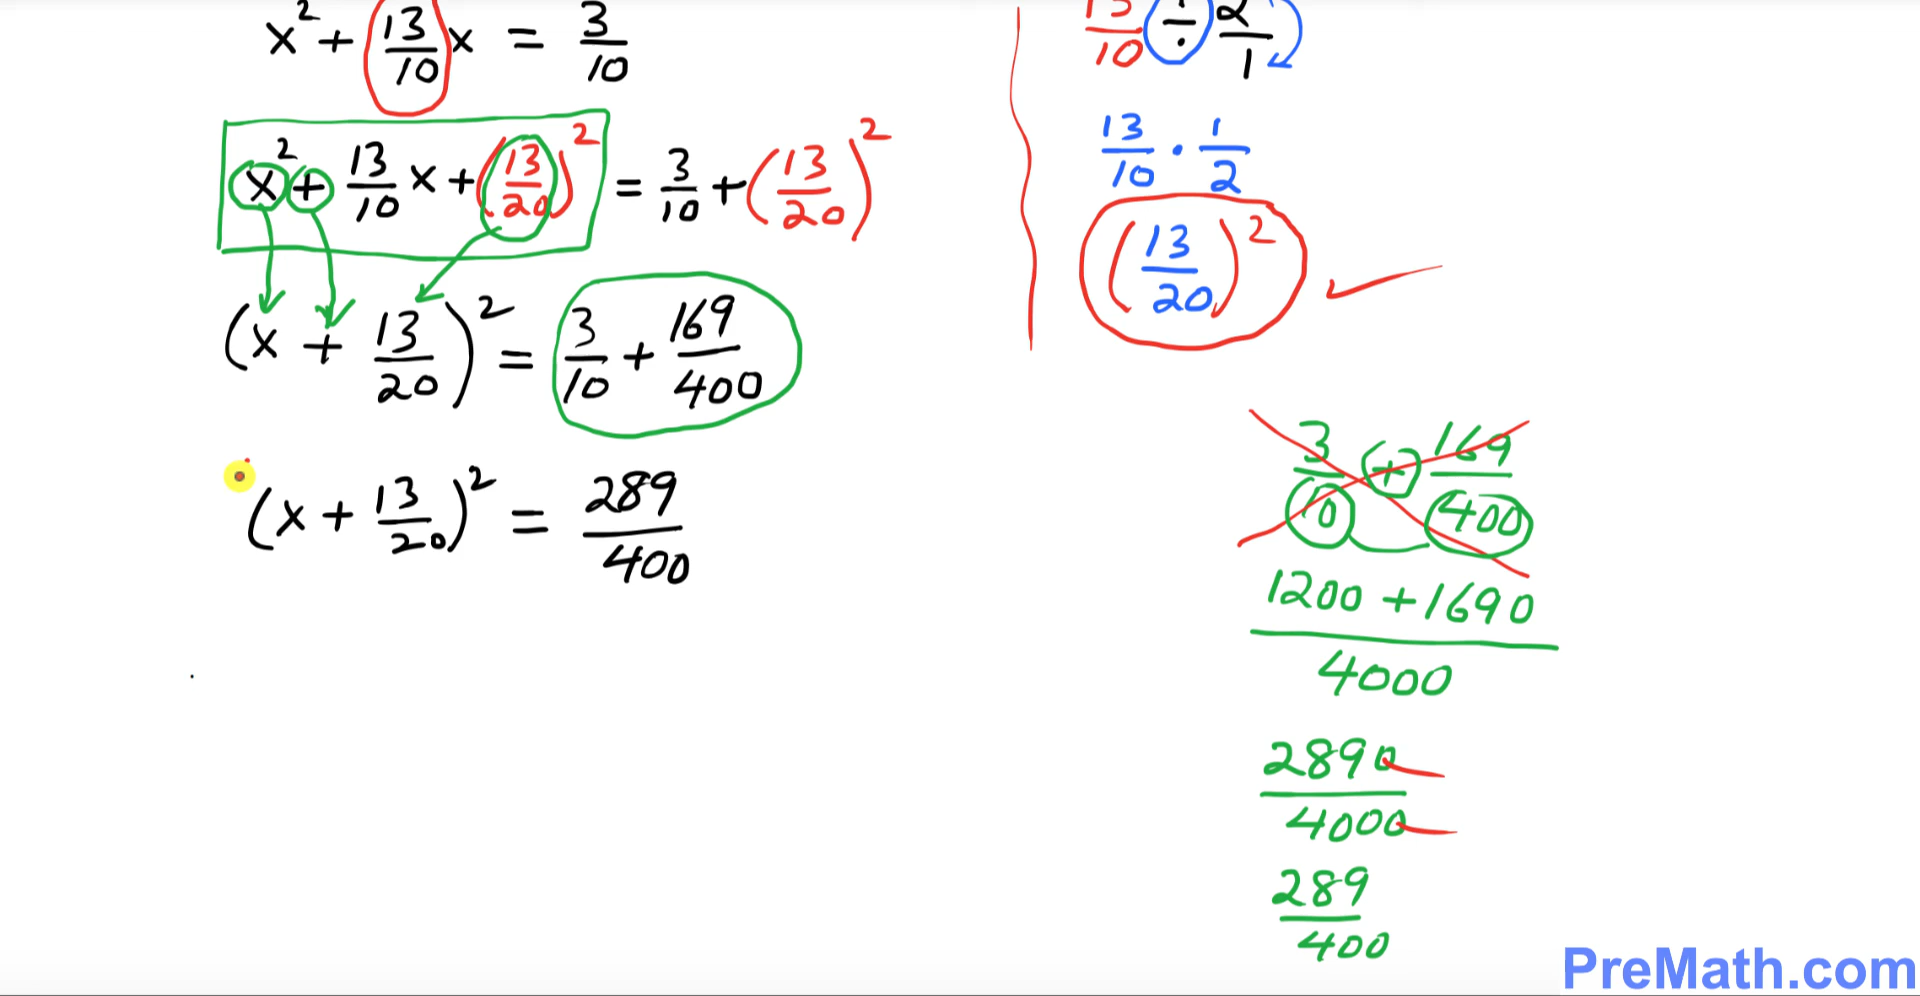 x² + 13/10 x = 3/10
x² + 13/10 x + (13/20)² = 3/10 + (13/20)²
(x + 13/20)² = 3/10 + 169/400
(x + 13/20)² = 289/400
13/10 ÷ 2/1
13/10 · 1/2
(13/20)²
3/10 + 169/400
1200 + 1690
4000
2890
4000
289
400
PreMath.com